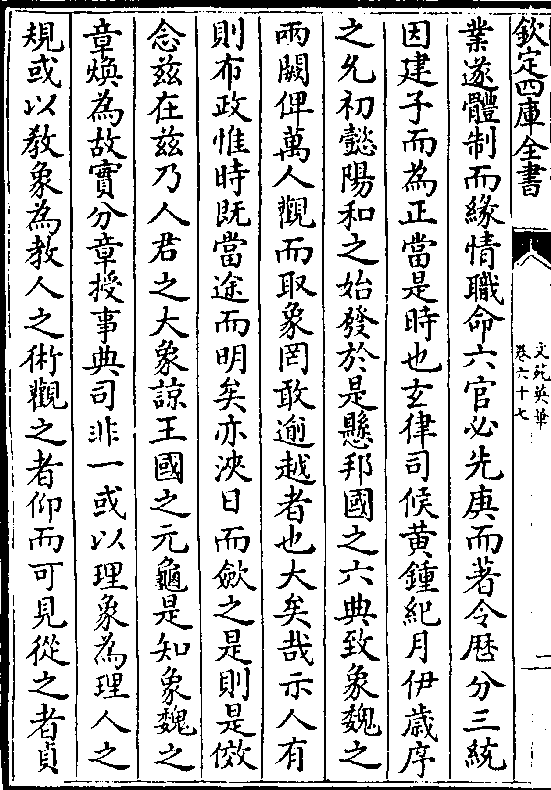 欽定四庫全書
文苑英華
卷六十七
二
業遂體制而緣情職命六官必先庚而著令厯分三統
因建子而為正當是時也玄律司候黄鍾紀月伊歲序
之允初懿陽和之始發於是懸邦國之六典致象魏之
兩闕俾萬人觀而取象罔敢逾越者也大矣哉示人有
則布政惟時既當途而明矣亦浹日而斂之是則是傚
念兹在兹乃人君之大象諒王國之元龜是知象魏之
章煥為故實分章授事典司非一或以理象為理人之
規或以教象為教人之術觀之者仰而可見從之者貞